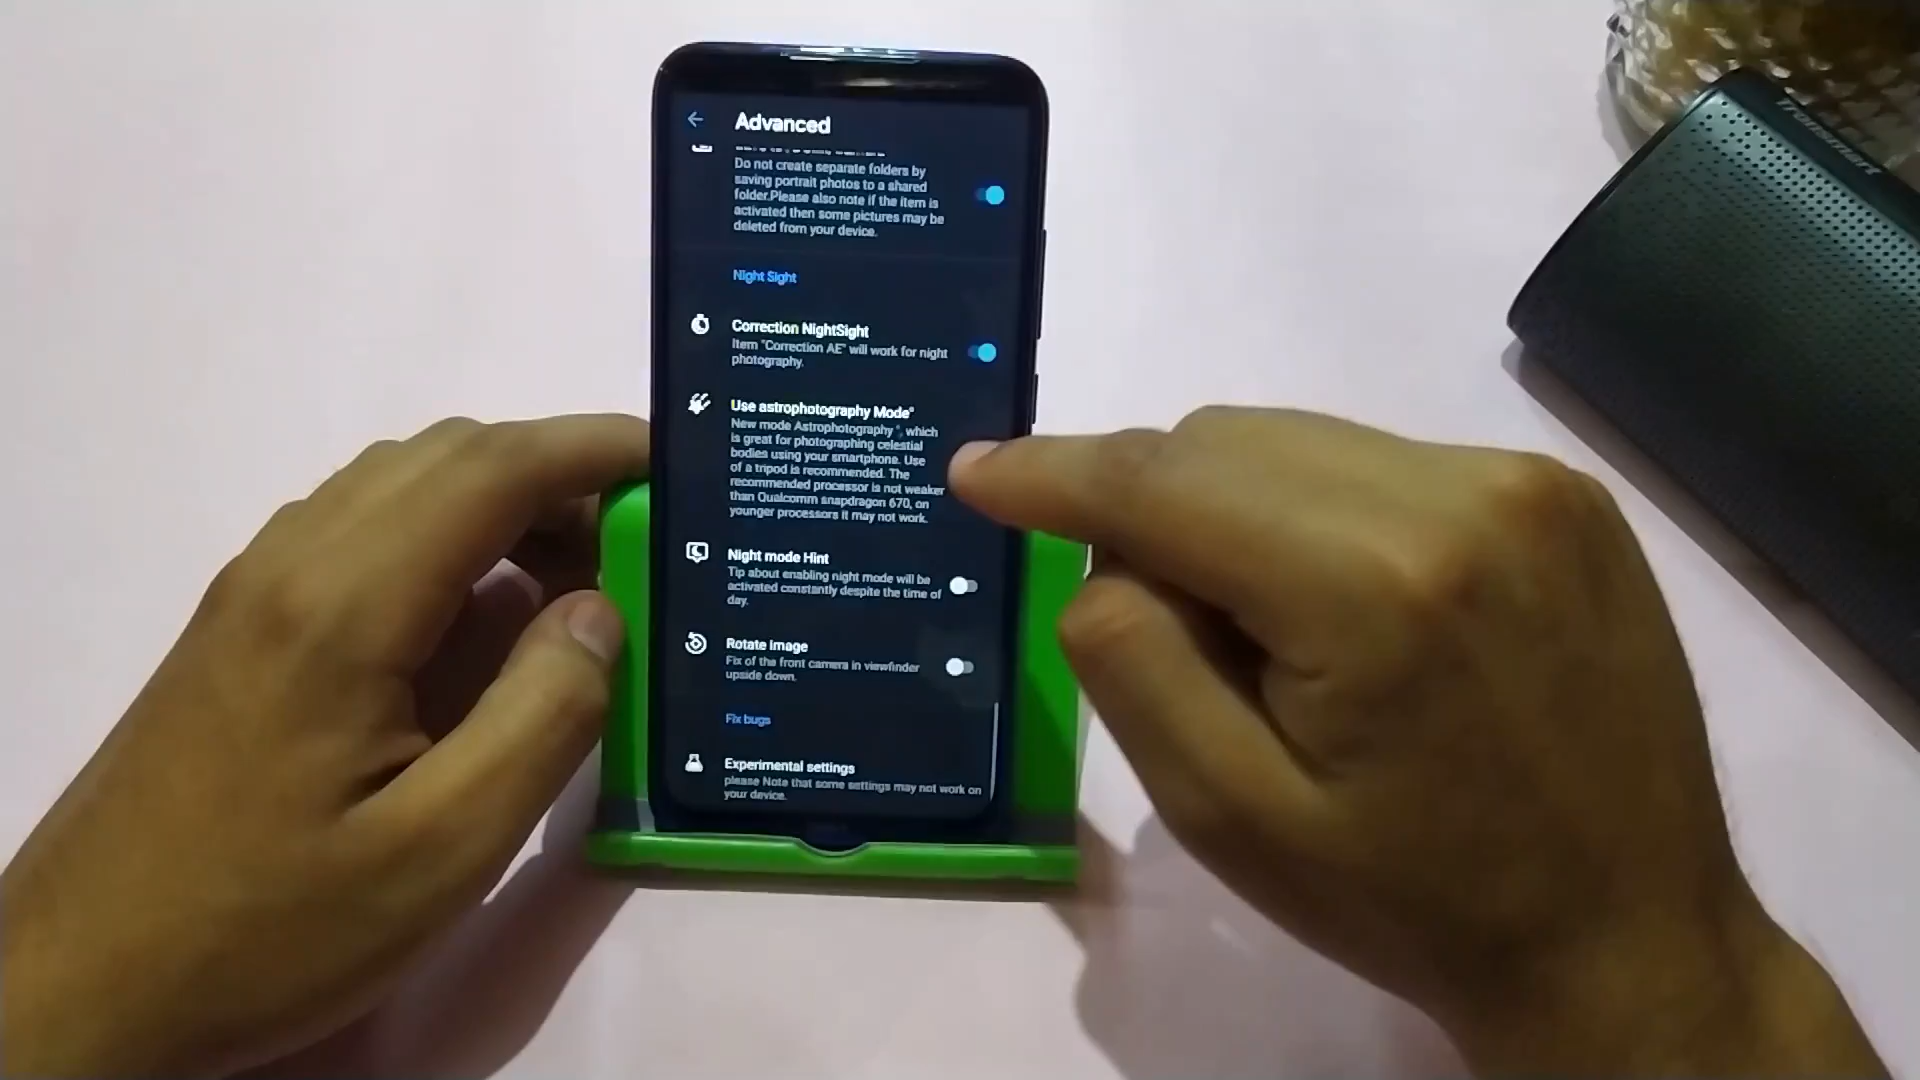 Advanced
Do not create separate folders by
saving portrait photos to a shared
folder.Please also note if the item is
activated then some pictures may be
deleted from your device.
Night Sight
Correction NightSight
Item "Correction AE" will work for night
photography.
Use astrophotography Mode"
New mode Astrophotography ", which
is great for photographing celestial
bodies using your smartphone. Use
of a tripod is recommended. The
recommended processor is not weaker
than Qualcomm snapdragon 670, on
younger processors it may not work.
Night mode Hint
Tip about enabling night mode will be
activated constantly despite the time of
day.
Rotate image
Fix of the front camera in viewfinder
upside down.
Fix bugs
Experimental settings
please Note that some settings may not work on
your device.
Tronsmart